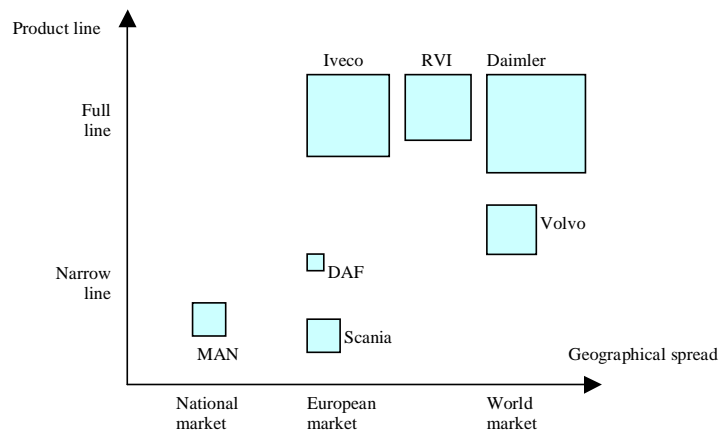 Product line
Iveco RVI Daimler
Full
line
Volvo
Narrow
line
DAF
MAN
Scania
Geographical spread
National
market
European
market
World
market